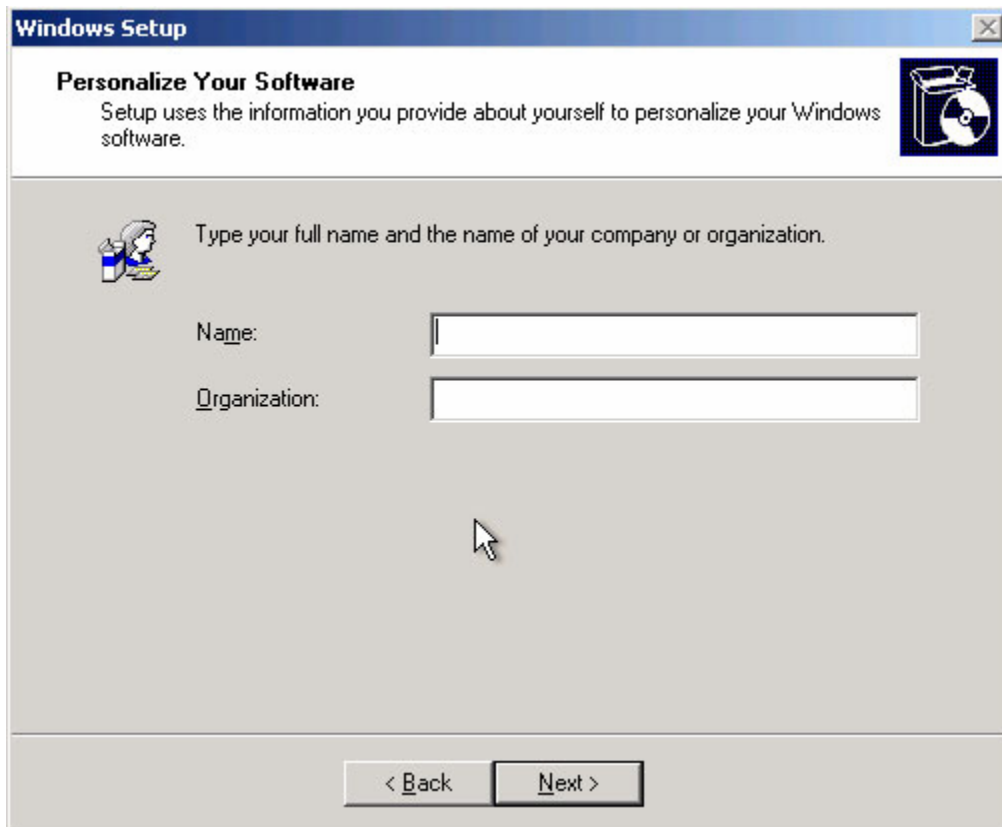 Windows Setup
Personalize Your Software
Setup uses the information you provide about yourself to personalize your Windows
software.
Type your full name and the name of your company or organization.
Name:
Organization:
< Back Next >